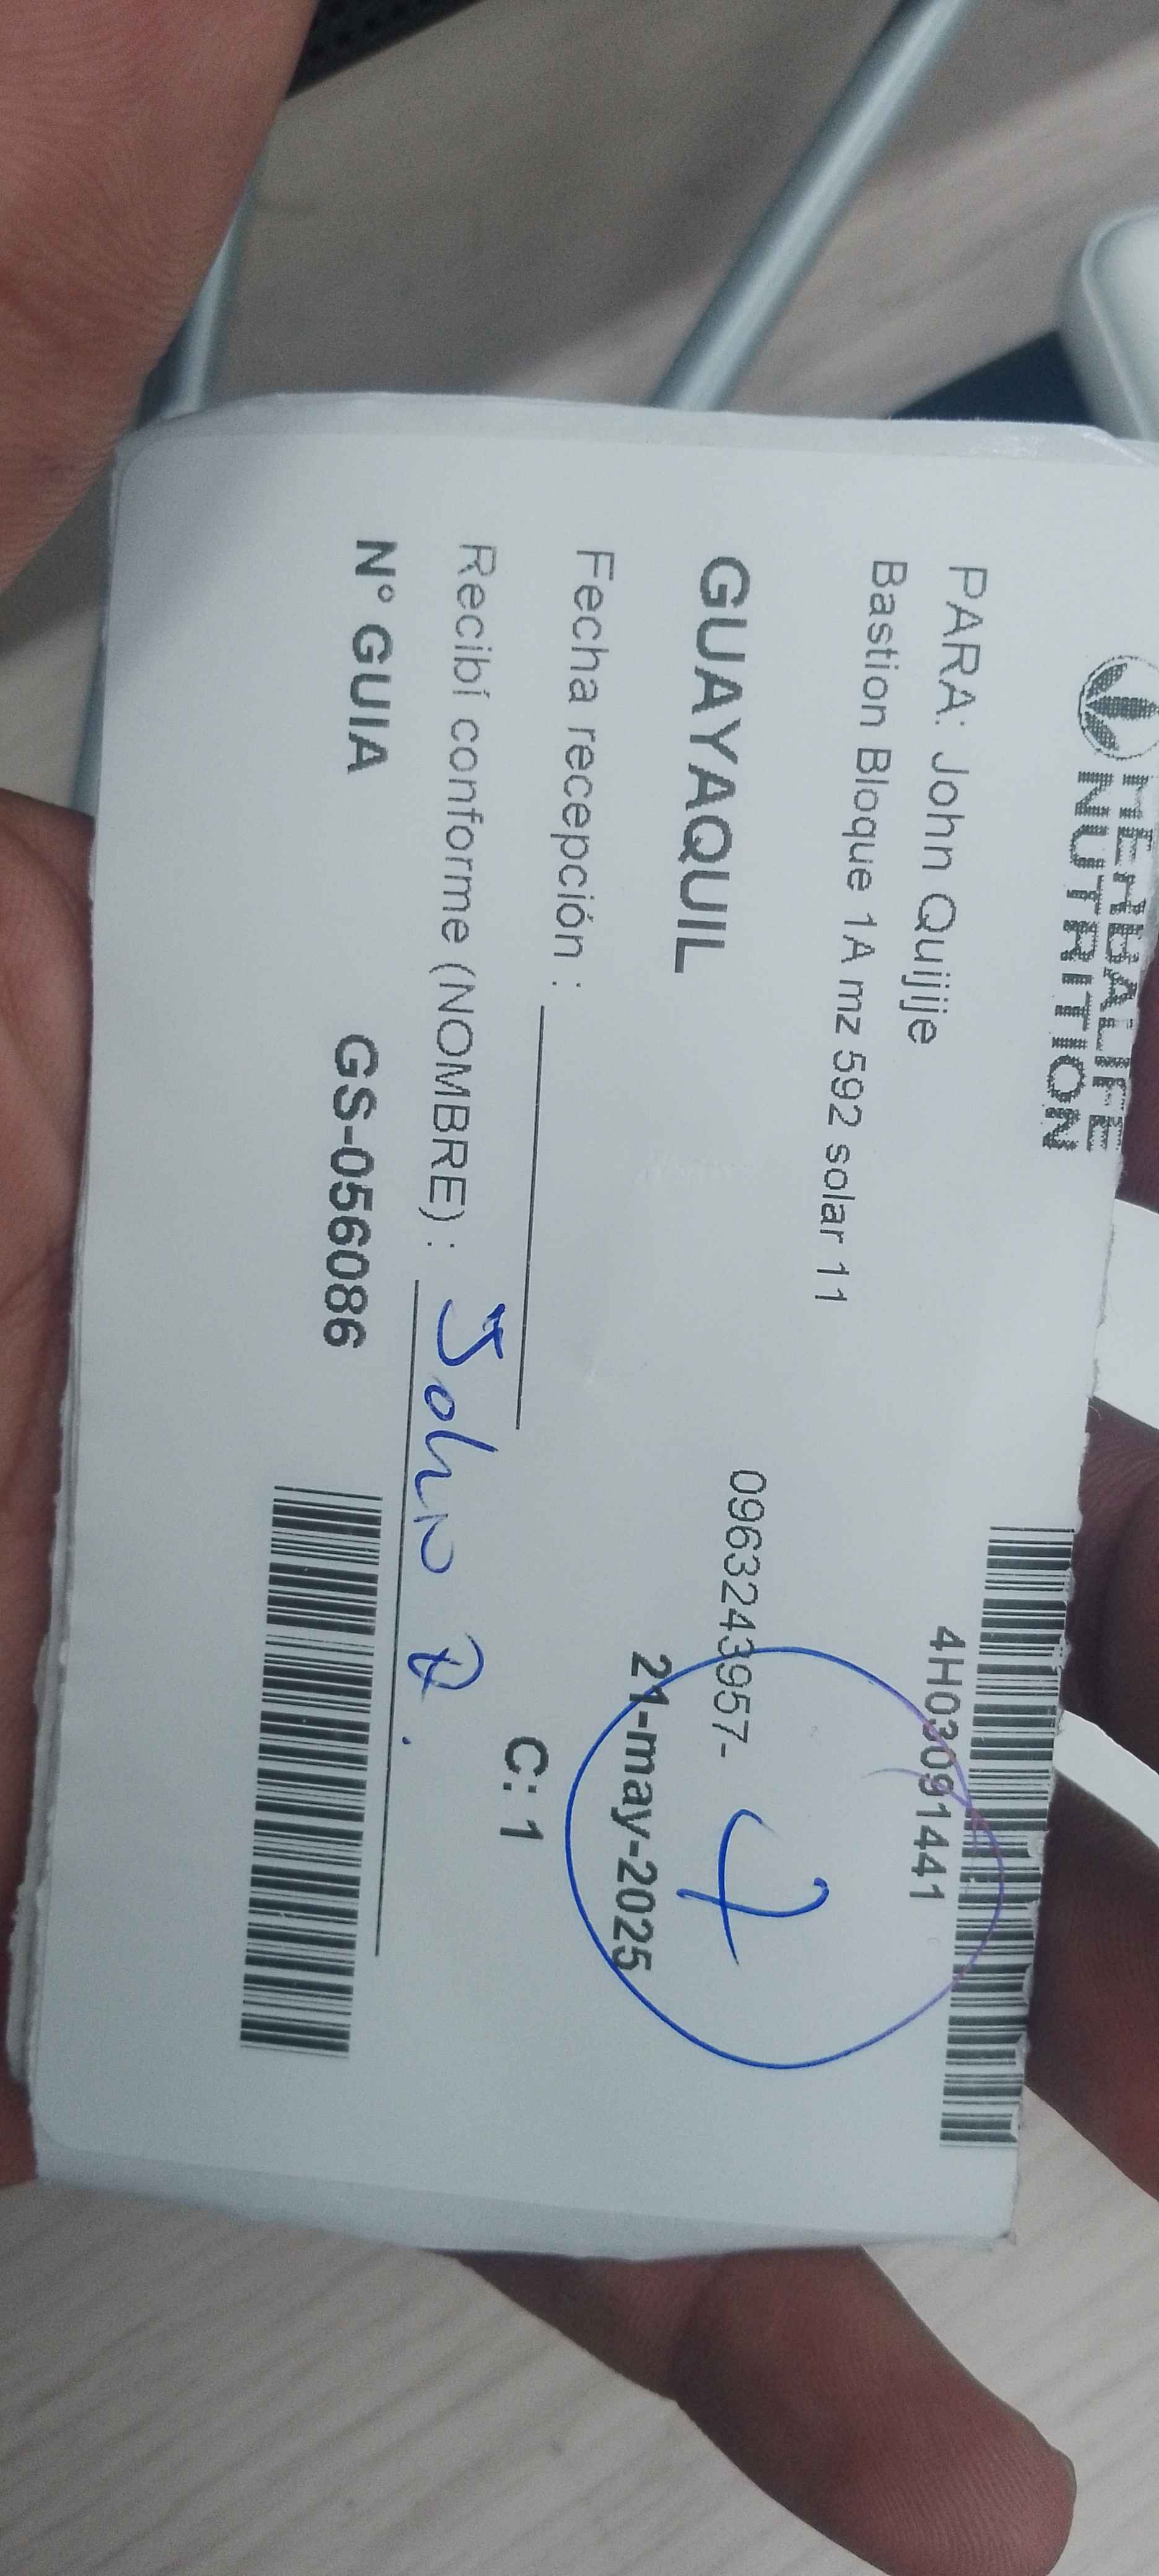 HERBALIFE
NUTRITION
4H03091441
PARA: John Quijije
Bastion Bloque 1A mz 592 solar 11
0963243957-
GUAYAQUIL
21-may-2025
Fecha recepción :
C: 1
Recibí conforme (NOMBRE) : John Q.
N° GUIA GS-056086